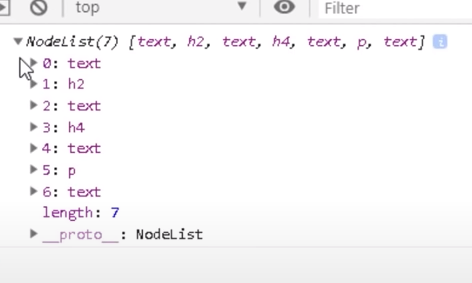 top
Filter
NodeList(7) [text, h2, text, h4, text, p, text] i
0: text
1: h2
2: text
3: h4
4: text
5: p
6: text
length: 7
__proto__: NodeList